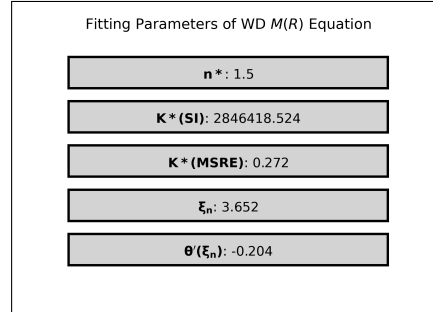 Fitting Parameters of WD M(R) Equation
n*: 1.5
K*(SI): 2846418.524
K*(MSRE): 0.272
ξₙ: 3.652
θ′(ξₙ): -0.204